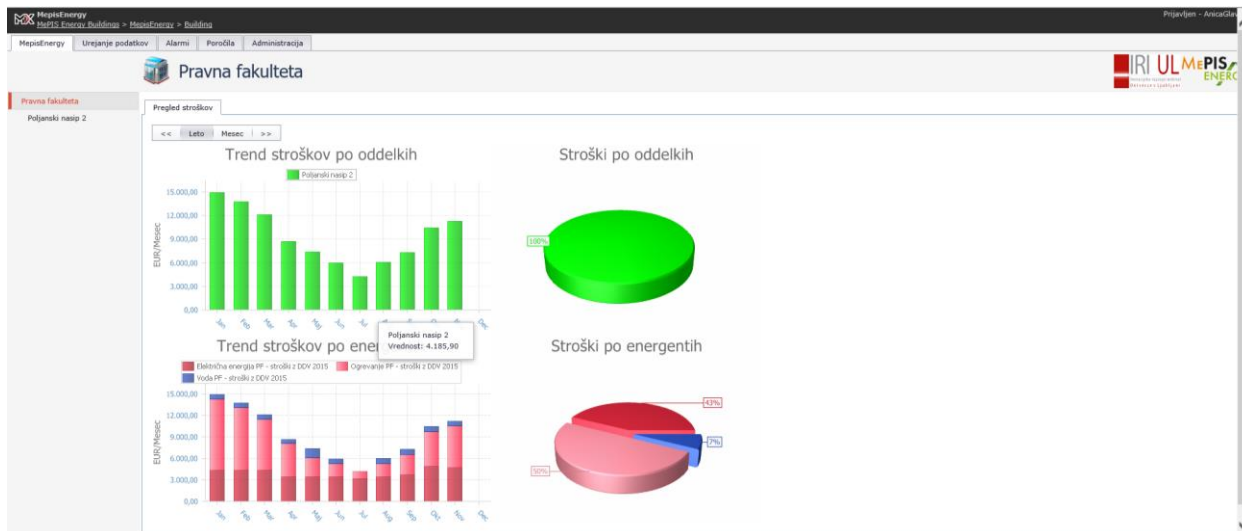 MepisEnergy
MePIS Energy Buildings > MepisEnergy > Building
Prijavljen - AnicaGlav
MepisEnergy Urejanje podatkov Alarmi Poročila Administracija
Pravna fakulteta
IRI UL MePIS
ENERG
Pravna fakulteta
Poljanski nasip 2
Pregled stroškov
<< Leto Mesec >>
Trend stroškov po oddelkih
Poljanski nasip 2
15.000,00
12.000,00
9.000,00
6.000,00
3.000,00
0,00
EUR/Mesec
Jan Feb Mar Apr Maj Jun Jul Dec
Poljanski nasip 2
Vrednost: 4.185,90
Stroški po oddelkih
100%
Trend stroškov po ener
Električna energija PF - stroški z DDV 2015 Ogrevanje PF - stroški z DDV 2015
Voda PF - stroški z DDV 2015
15.000,00
12.000,00
9.000,00
6.000,00
3.000,00
0,00
EUR/Mesec
Jan Feb Mar Apr Maj Jun Jul Aug Sep Okt Nov Dec
Stroški po energentih
43%
7%
50%